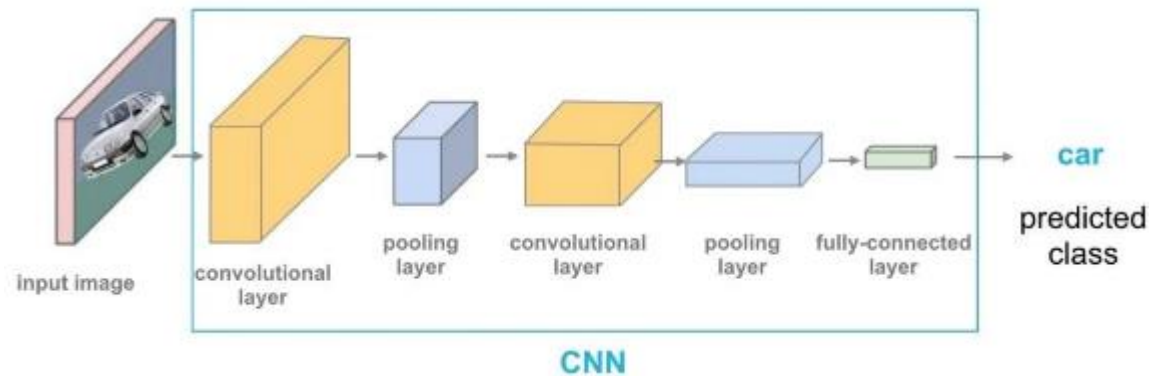 input image
convolutional
layer
pooling
layer
convolutional
layer
pooling
layer
fully-connected
layer
car
predicted
class
CNN